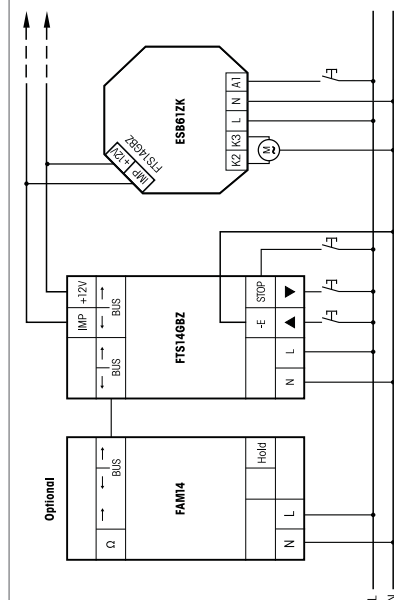 Optional
FAM14
Ω
BUS
Hold
N
L
FTS14GBZ
BUS
IMP
+12V
BUS
N
L
-E
STOP
ESB61ZK
FTS14GBZ
IMP
+12V
K2
K3
L
N
A1
M
L
N